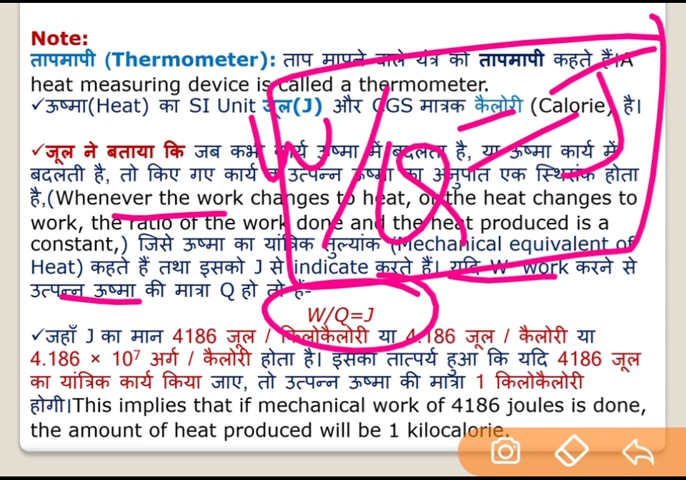 Note:
तापमापी (Thermometer): ताप मापने वाले यंत्र को तापमापी कहते हैं।A
heat measuring device is called a thermometer.
✓ऊष्मा(Heat) का SI Unit जूल(J) और CGS मात्रक कैलोरी (Calorie) है।
✓जूल ने बताया कि जब कभी कार्य ऊष्मा में बदलता है, या ऊष्मा कार्य में
बदलती है, तो किए गए कार्य व उत्पन्न ऊष्मा का अनुपात एक स्थिरांक होता
है,(Whenever the work changes to heat, or the heat changes to
work, the ratio of the work done and the heat produced is a
constant,) जिसे ऊष्मा का यांत्रिक तुल्यांक (Mechanical equivalent of
Heat) कहते हैं तथा इसको J से indicate करते हैं। यदि W work करने से
उत्पन्न ऊष्मा की मात्रा Q हो तो हैं-
W/Q=J
✓जहाँ J का मान 4186 जूल / किलोकैलोरी या 4.186 जूल / कैलोरी या
4.186 × 10⁷ अर्ग / कैलोरी होता है। इसका तात्पर्य हुआ कि यदि 4186 जूल
का यांत्रिक कार्य किया जाए, तो उत्पन्न ऊष्मा की मात्रा 1 किलोकैलोरी
होगी।This implies that if mechanical work of 4186 joules is done,
the amount of heat produced will be 1 kilocalorie.